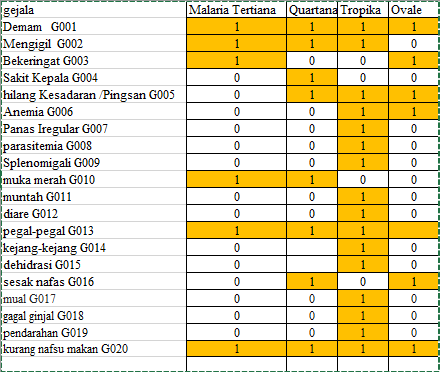 gejala Malaria Tertiana Quartana Tropika Ovale
Demam G001 1 1 1 1
Mengigil G002 1 1 1 0
Bekeringat G003 1 0 0 1
Sakit Kepala G004 0 1 0 0
hilang Kesadaran /Pingsan G005 0 1 1 1
Anemia G006 0 0 1 1
Panas Iregular G007 0 0 1 0
parasitemia G008 0 0 1 0
Splenomigali G009 0 0 1 0
muka merah G010 1 1 0 0
muntah G011 0 0 1 0
diare G012 0 0 1 0
pegal-pegal G013 1 1 1
kejang-kejang G014 0 1 0
dehidrasi G015 0 1 0
sesak nafas G016 0 1 0 1
mual G017 0 0 1 0
gagal ginjal G018 0 0 1 0
pendarahan G019 0 0 1 0
kurang nafsu makan G020 1 1 1 1